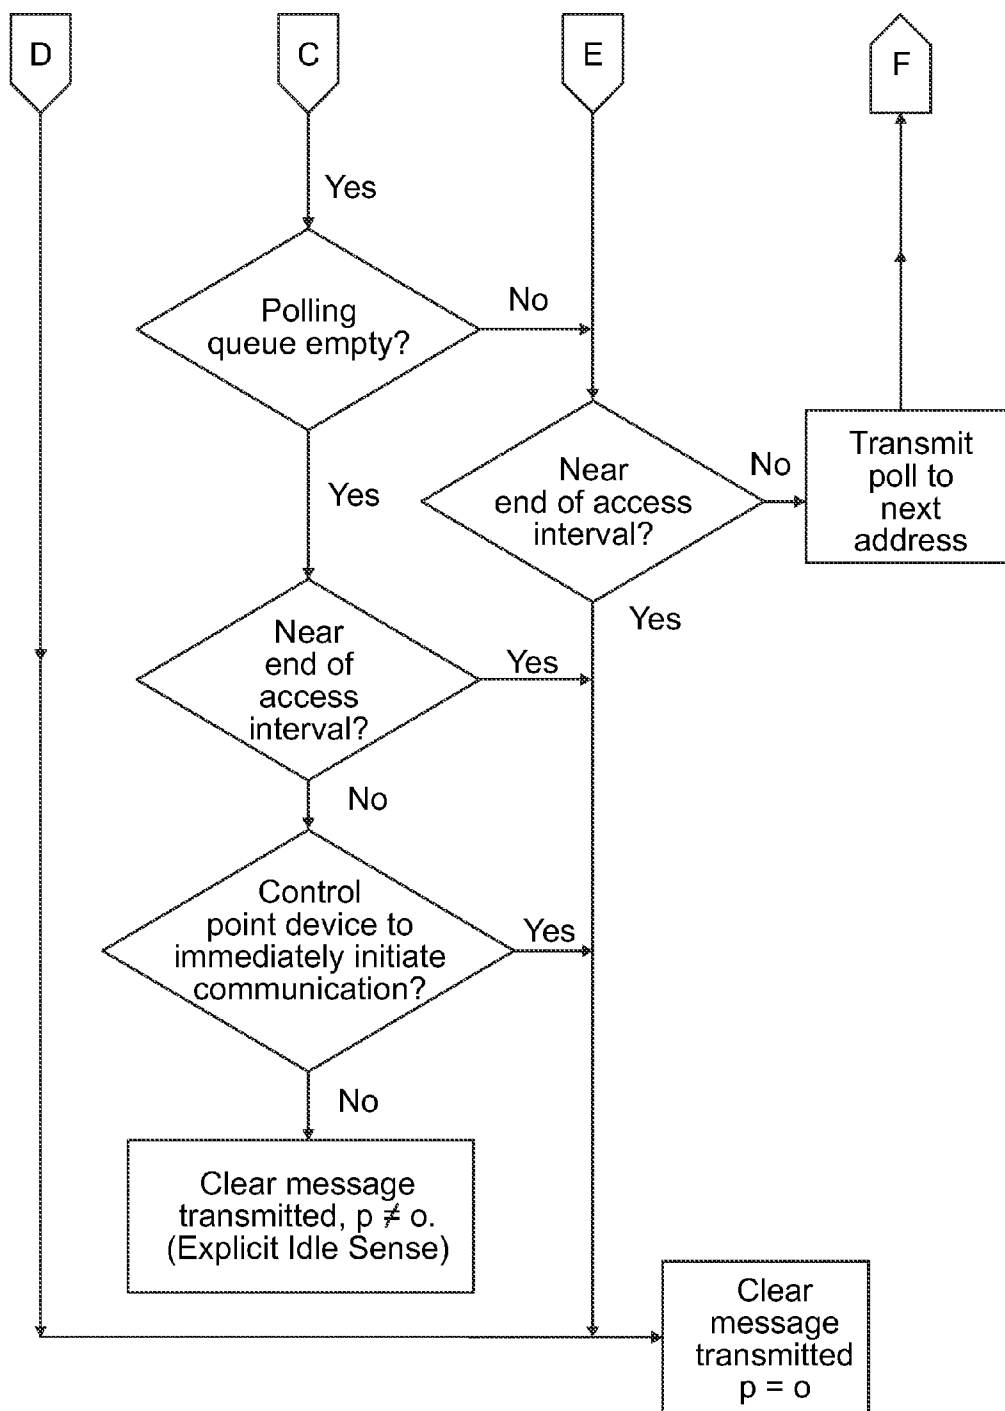 D
C
E
F
Yes
Polling
queue empty?
No
Yes
Near
end of access
interval?
No
Transmit
poll to
next
address
Yes
Near
end of
access
interval?
Yes
No
Control
point device to
immediately initiate
communication?
Yes
No
Clear message
transmitted, p ≠ o.
(Explicit Idle Sense)
Clear
message
transmitted
p = o